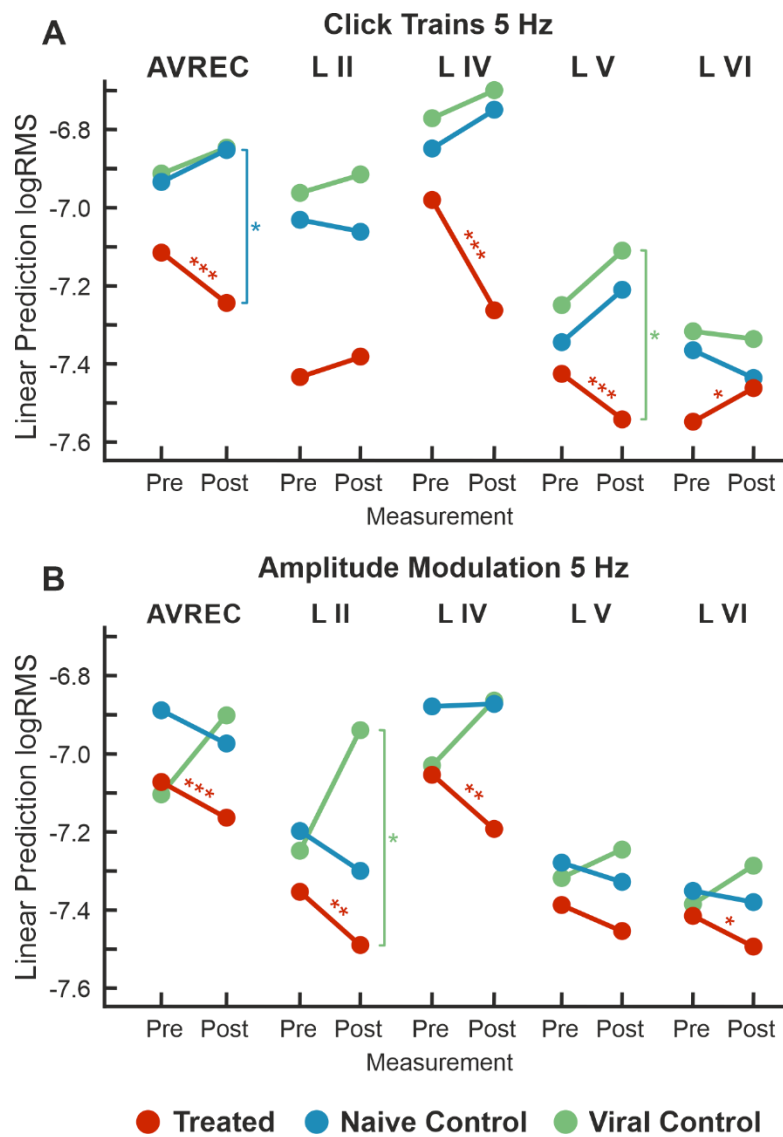 A
Click Trains 5 Hz
AVREC L II L IV L V L VI
Linear Prediction logRMS
-6.8
-7.0
-7.2
-7.4
-7.6
***
*
***
***
*
*
Pre Post Pre Post Pre Post Pre Post Pre Post
Measurement
B
Amplitude Modulation 5 Hz
AVREC L II L IV L V L VI
Linear Prediction logRMS
-6.8
-7.0
-7.2
-7.4
-7.6
***
**
*
**
*
Pre Post Pre Post Pre Post Pre Post Pre Post
Measurement
Treated Naive Control Viral Control